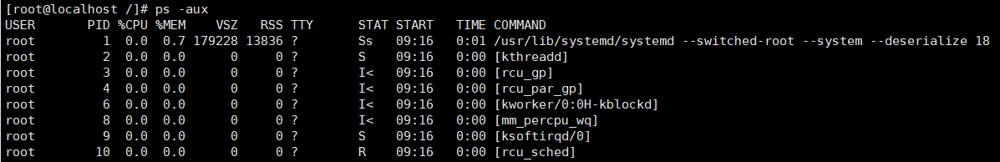 [root@localhost /]# ps -aux
USER PID %CPU %MEM VSZ RSS TTY STAT START TIME COMMAND
root 1 0.0 0.7 179228 13836 ? Ss 09:16 0:01 /usr/lib/systemd/systemd --switched-root --system --deserialize 18
root 2 0.0 0.0 0 0 ? S 09:16 0:00 [kthreadd]
root 3 0.0 0.0 0 0 ? I< 09:16 0:00 [rcu_gp]
root 4 0.0 0.0 0 0 ? I< 09:16 0:00 [rcu_par_gp]
root 6 0.0 0.0 0 0 ? I< 09:16 0:00 [kworker/0:0H-kblockd]
root 8 0.0 0.0 0 0 ? I< 09:16 0:00 [mm_percpu_wq]
root 9 0.0 0.0 0 0 ? S 09:16 0:00 [ksoftirqd/0]
root 10 0.0 0.0 0 0 ? R 09:16 0:00 [rcu_sched]